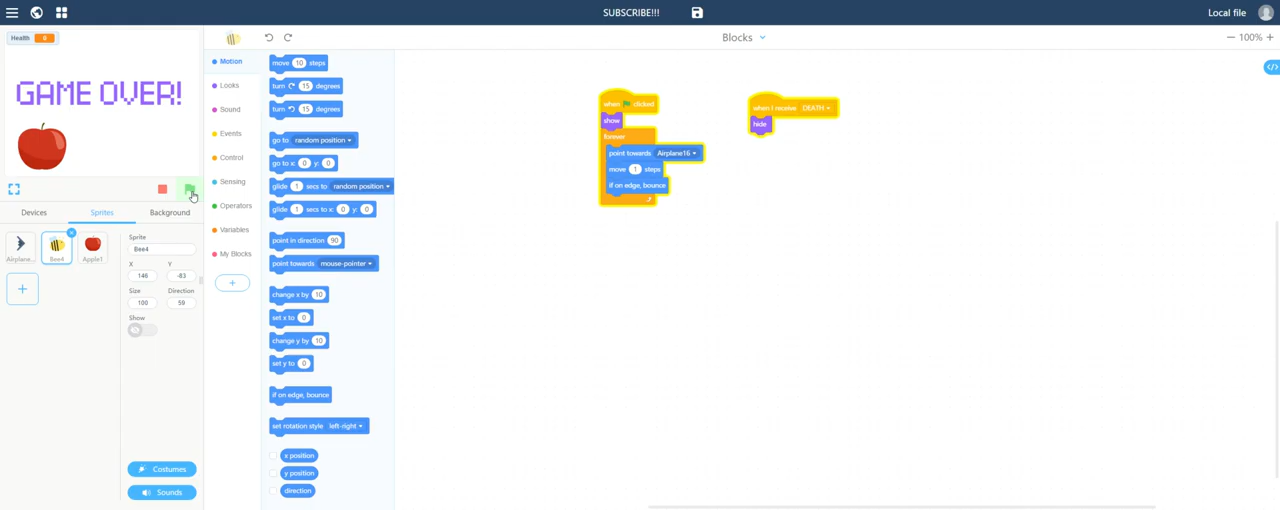 SUBSCRIBE!!!
Local file
Health 0
GAME OVER!
Blocks
100%
Devices
Sprites
Background
Airplane...
Bee4
Apple1
Sprite
Bee4
X
Y
146
-83
Size
Direction
100
59
Show
Costumes
Sounds
Motion
Looks
Sound
Events
Control
Sensing
Operators
Variables
My Blocks
move 10 steps
turn 15 degrees
turn 15 degrees
go to random position
go to x: 0 y: 0
glide 1 secs to random position
glide 1 secs to x: 0 y: 0
point in direction 90
point towards mouse-pointer
change x by 10
set x to 0
change y by 10
set y to 0
if on edge, bounce
set rotation style left-right
x position
y position
direction
when clicked
show
forever
point towards Airplane16
move 1 steps
if on edge, bounce
when I receive DEATH
hide